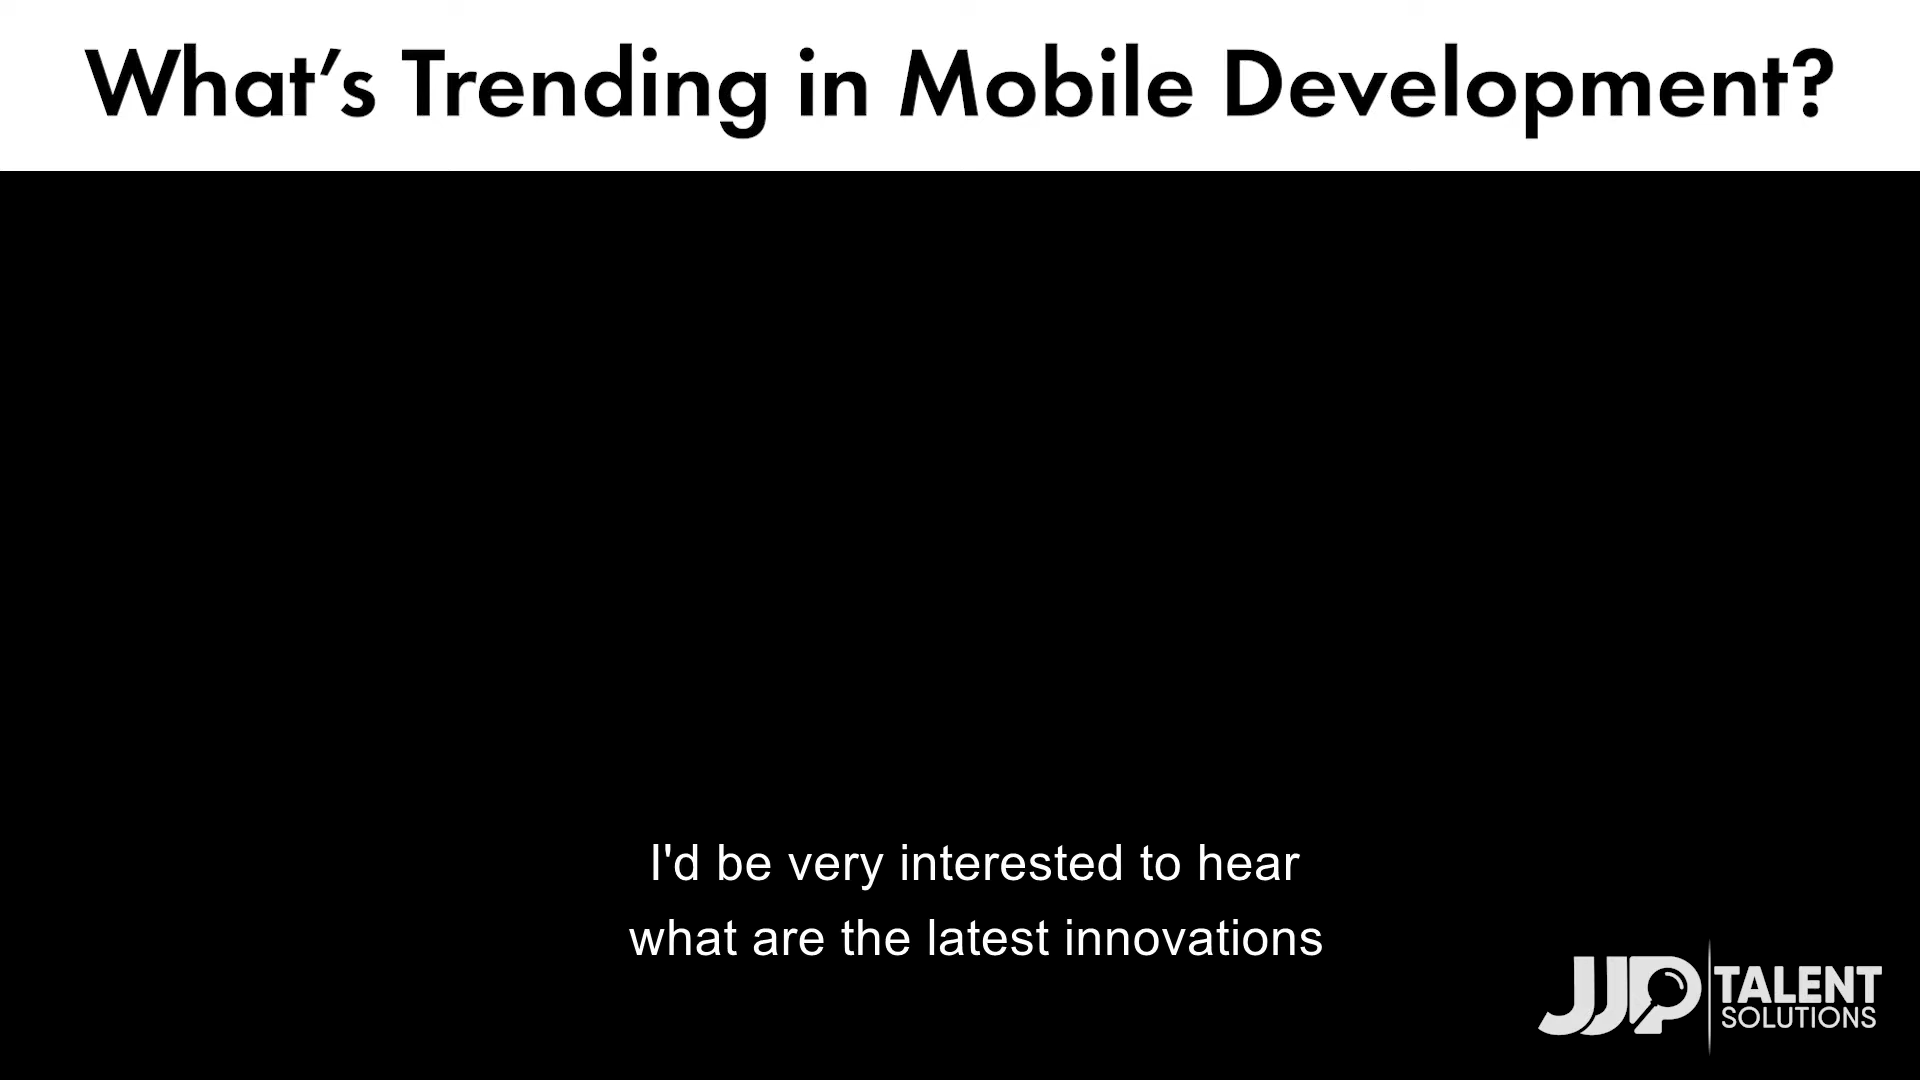 What’s Trending in Mobile Development?
I'd be very interested to hear
what are the latest innovations
JJP TALENT
SOLUTIONS